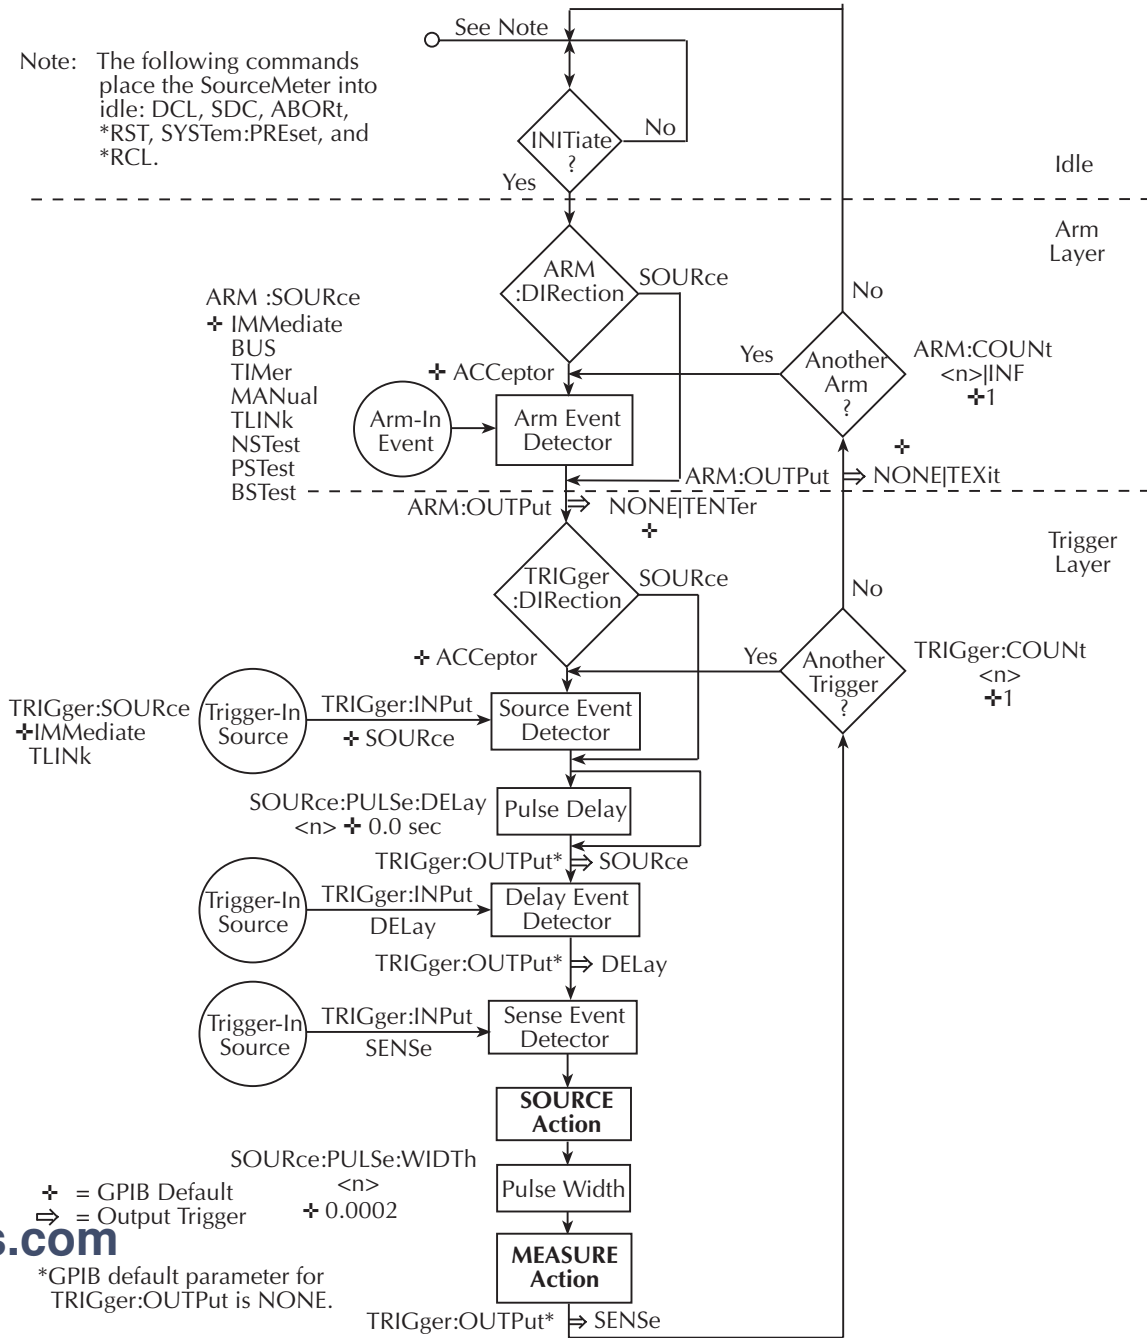 See Note
Note: The following commands
place the SourceMeter into
idle: DCL, SDC, ABORt,
*RST, SYSTem:PREset, and
*RCL.
INITiate
?
No
Yes
Idle
Arm
Layer
ARM
:DIRection
SOURce
ARM :SOURce
✛ IMMediate
BUS
TIMer
MANual
TLINk
NSTest
PSTest
BSTest
✛ ACCeptor
Arm-In
Event
Arm Event
Detector
No
Yes
Another
Arm
?
ARM:COUNt
<n>|INF
✛1
✛
ARM:OUTPut ⇒ NONE|TEXit
ARM:OUTPut ⇒ NONE|TENTer
✛
Trigger
Layer
TRIGger
:DIRection
SOURce
✛ ACCeptor
No
Yes
Another
Trigger
?
TRIGger:COUNt
<n>
✛1
TRIGger:SOURce
✛IMMediate
TLINk
Trigger-In
Source
TRIGger:INPut
✛ SOURce
Source Event
Detector
SOURce:PULSe:DELay
<n> ✛ 0.0 sec
Pulse Delay
TRIGger:OUTPut* ⇒ SOURce
Trigger-In
Source
TRIGger:INPut
DELay
Delay Event
Detector
TRIGger:OUTPut* ⇒ DELay
Trigger-In
Source
TRIGger:INPut
SENSe
Sense Event
Detector
SOURCE
Action
SOURce:PULSe:WIDTh
<n>
✛ 0.0002
Pulse Width
✛ = GPIB Default
⇒ = Output Trigger
s.com
MEASURE
Action
*GPIB default parameter for
TRIGger:OUTPut is NONE.
TRIGger:OUTPut* ⇒ SENSe